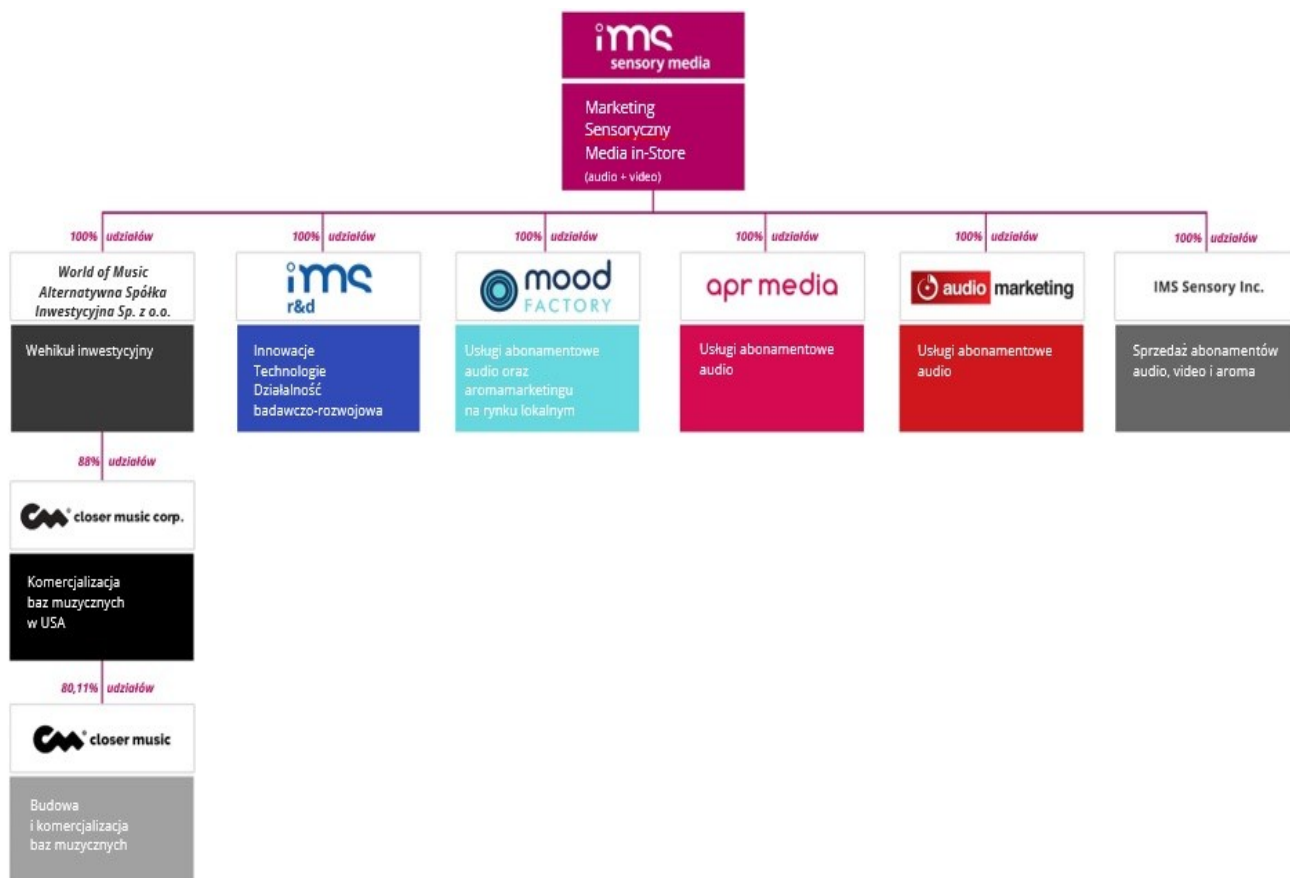 ims
sensory media
Marketing
Sensoryczny
Media in-Store
(audio + video)
100% udziałów
World of Music
Alternatywna Spółka
Inwestycyjna Sp. z o.o.
Wehikuł inwestycyjny
100% udziałów
ims
r&d
Innowacje
Technologie
Działalność
badawczo-rozwojowa
100% udziałów
mood
FACTORY
Usługi abonamentowe
audio oraz
aromamarketingu
na rynku lokalnym
100% udziałów
apr media
Usługi abonamentowe
audio
100% udziałów
audio marketing
Usługi abonamentowe
audio
100% udziałów
IMS Sensory Inc.
Sprzedaż abonamentów
audio, video i aroma
88% udziałów
cm® closer music corp.
Komercjalizacja
baz muzycznych
w USA
80,11% udziałów
cm® closer music
Budowa
i komercjalizacja
baz muzycznych